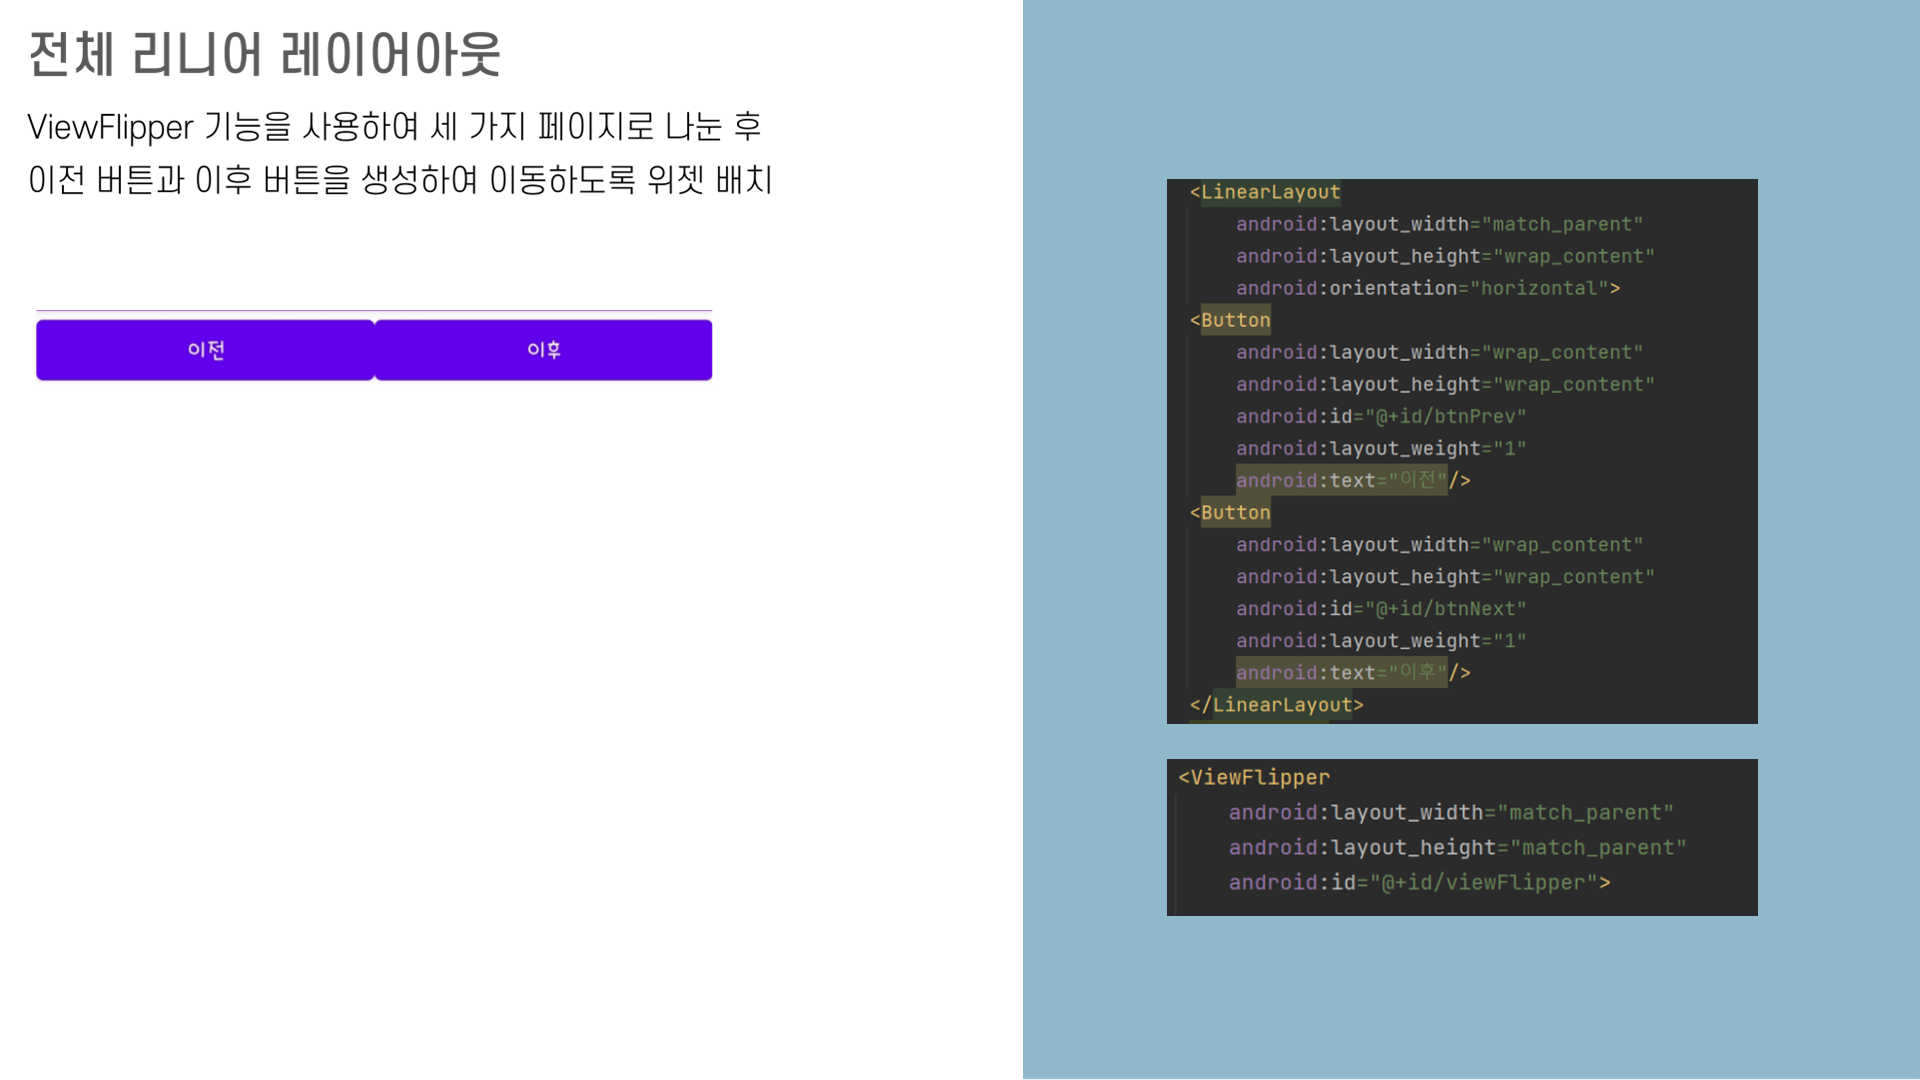 전체 리니어 레이어아웃
ViewFlipper 기능을 사용하여 세 가지 페이지로 나눈 후
이전 버튼과 이후 버튼을 생성하여 이동하도록 위젯 배치
이전 이후
<LinearLayout
android:layout_width="match_parent"
android:layout_height="wrap_content"
android:orientation="horizontal">
<Button
android:layout_width="wrap_content"
android:layout_height="wrap_content"
android:id="@+id/btnPrev"
android:layout_weight="1"
android:text="이전"/>
<Button
android:layout_width="wrap_content"
android:layout_height="wrap_content"
android:id="@+id/btnNext"
android:layout_weight="1"
android:text="이후"/>
</LinearLayout>
<ViewFlipper
android:layout_width="match_parent"
android:layout_height="match_parent"
android:id="@+id/viewFlipper">